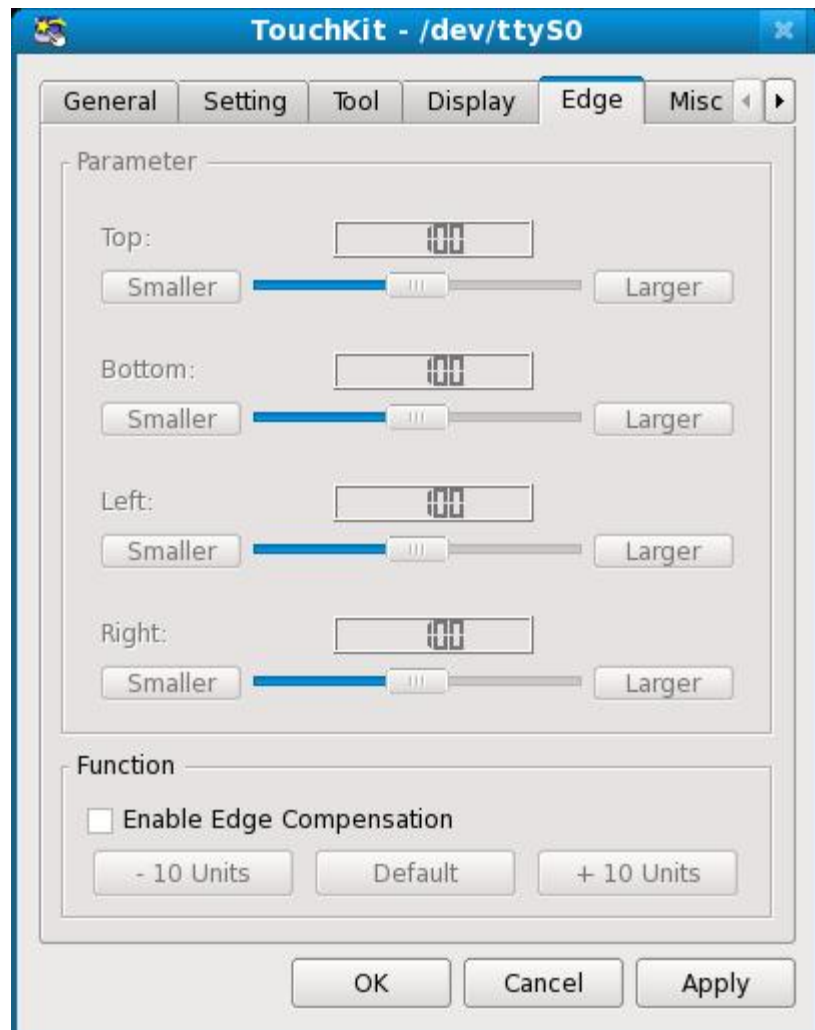 TouchKit - /dev/ttyS0
General Setting Tool Display Edge Misc
Parameter
Top: 100
Smaller Larger
Bottom: 100
Smaller Larger
Left: 100
Smaller Larger
Right: 100
Smaller Larger
Function
Enable Edge Compensation
- 10 Units Default + 10 Units
OK Cancel Apply